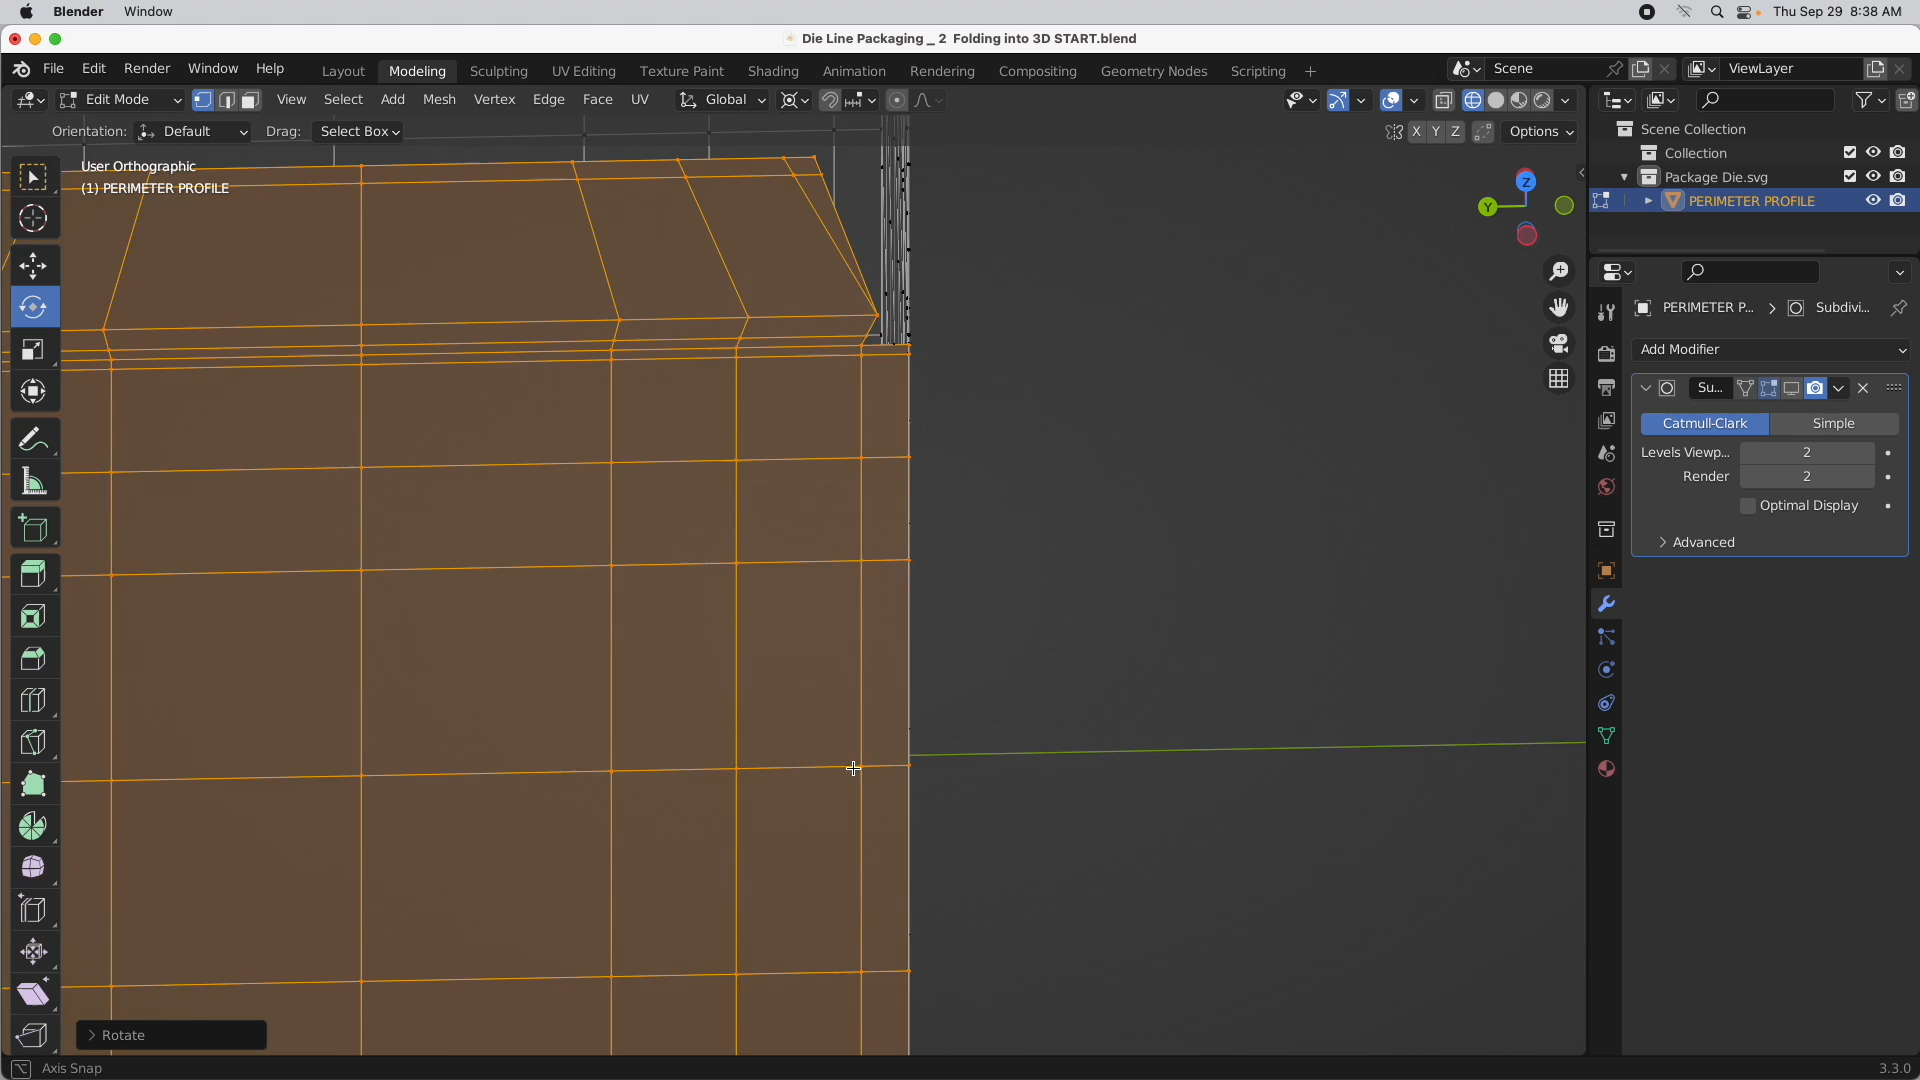 Blender Window Thu Sep 29 8:38 AM
Die Line Packaging _ 2 Folding into 3D START.blend
File Edit Render Window Help Layout Modeling Sculpting UV Editing Texture Paint Shading Animation Rendering Compositing Geometry Nodes Scripting + Scene ViewLayer
Edit Mode View Select Add Mesh Vertex Edge Face UV Global
Orientation: Default Drag: Select Box X Y Z Options
Scene Collection
Collection
Package Die.svg
PERIMETER PROFILE
User Orthographic
(1) PERIMETER PROFILE
Z
Y
PERIMETER P... Subdivi...
Add Modifier
Su...
Catmull-Clark Simple
Levels Viewp... 2
Render 2
Optimal Display
Advanced
Rotate
Axis Snap 3.3.0